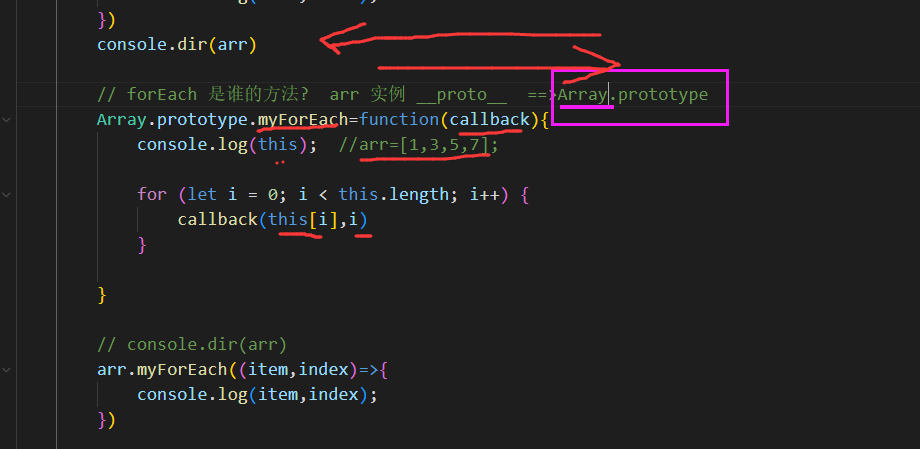 })
console.dir(arr)
// forEach 是谁的方法? arr 实例 __proto__ ==>Array.prototype
Array.prototype.myForEach=function(callback){
console.log(this); //arr=[1,3,5,7];
for (let i = 0; i < this.length; i++) {
callback(this[i],i)
}
}
// console.dir(arr)
arr.myForEach((item,index)=>{
console.log(item,index);
})